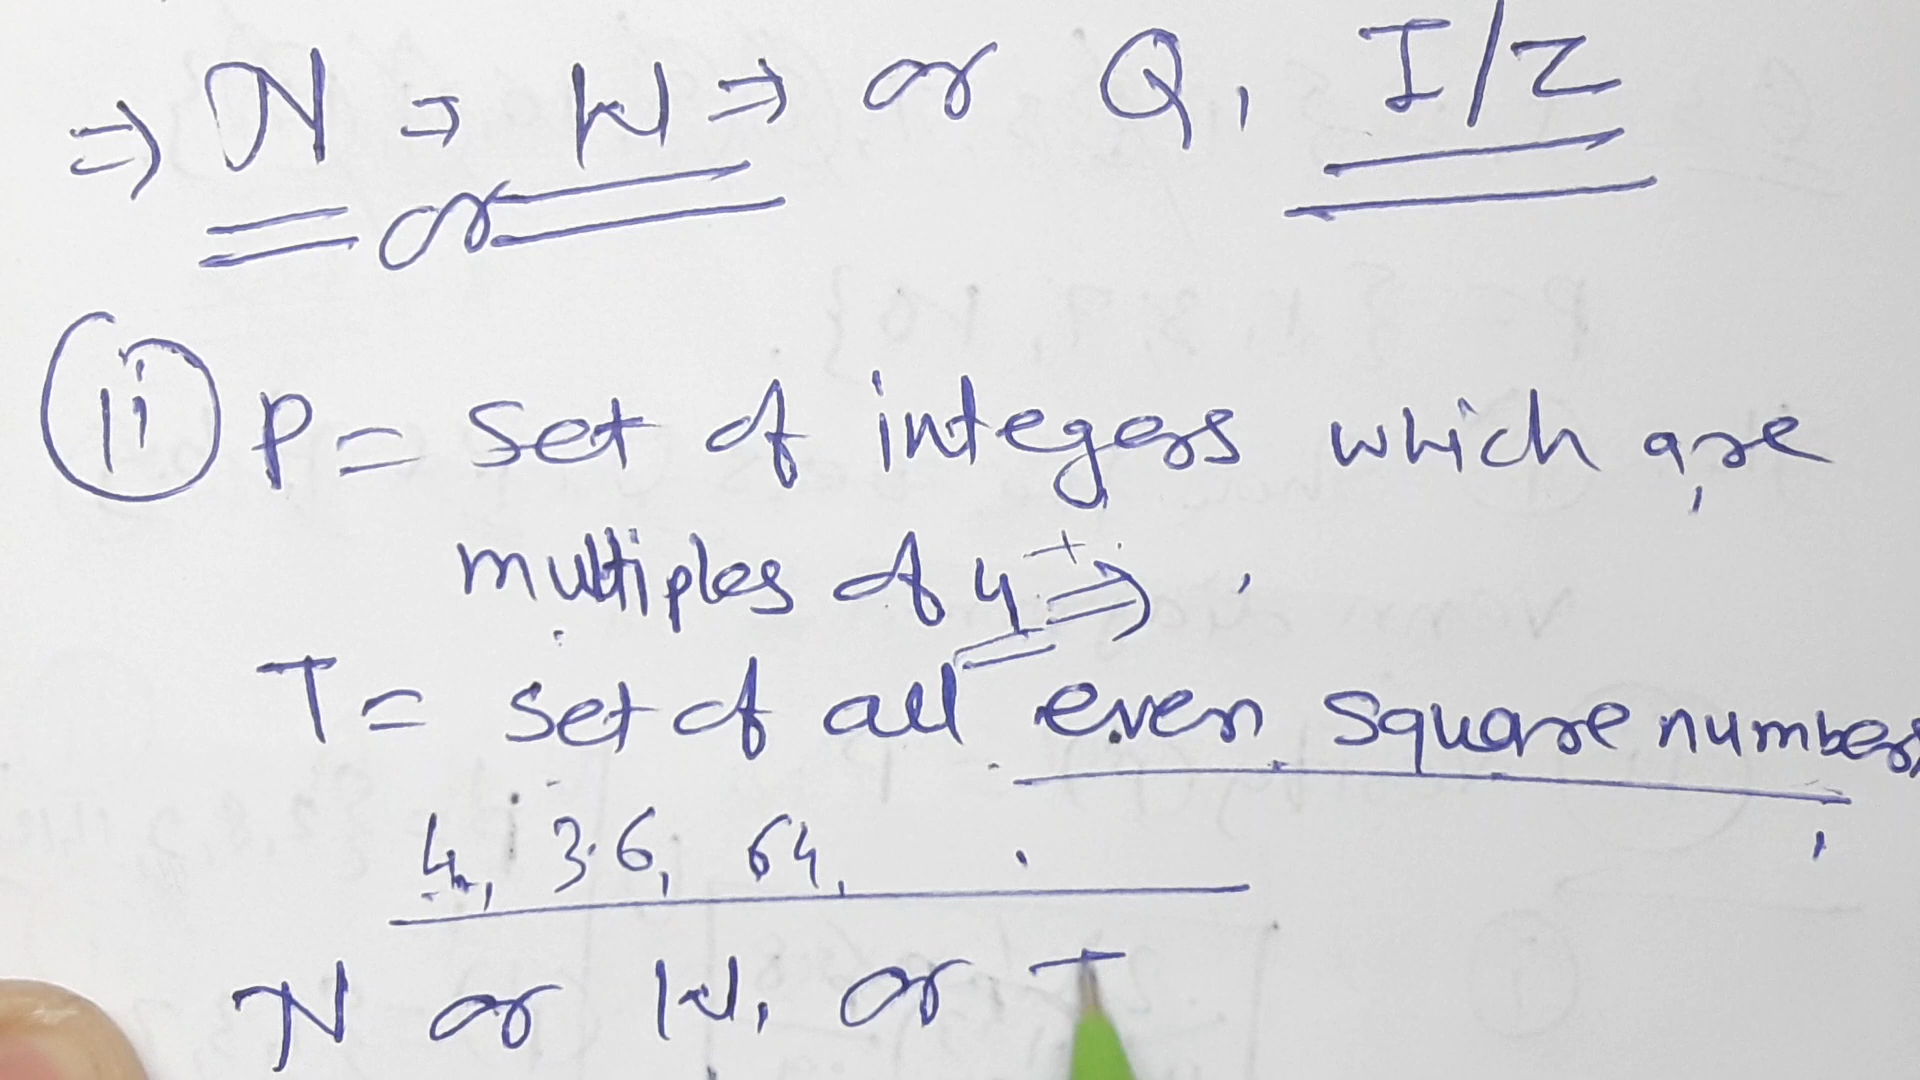 ⇒ N ⇒ W ⇒ or Q, I/Z
or
(ii) P = Set of integers which are
multiples of 4 ⇒
T = set of all even square numbers
4, 36, 64,
N or W, or